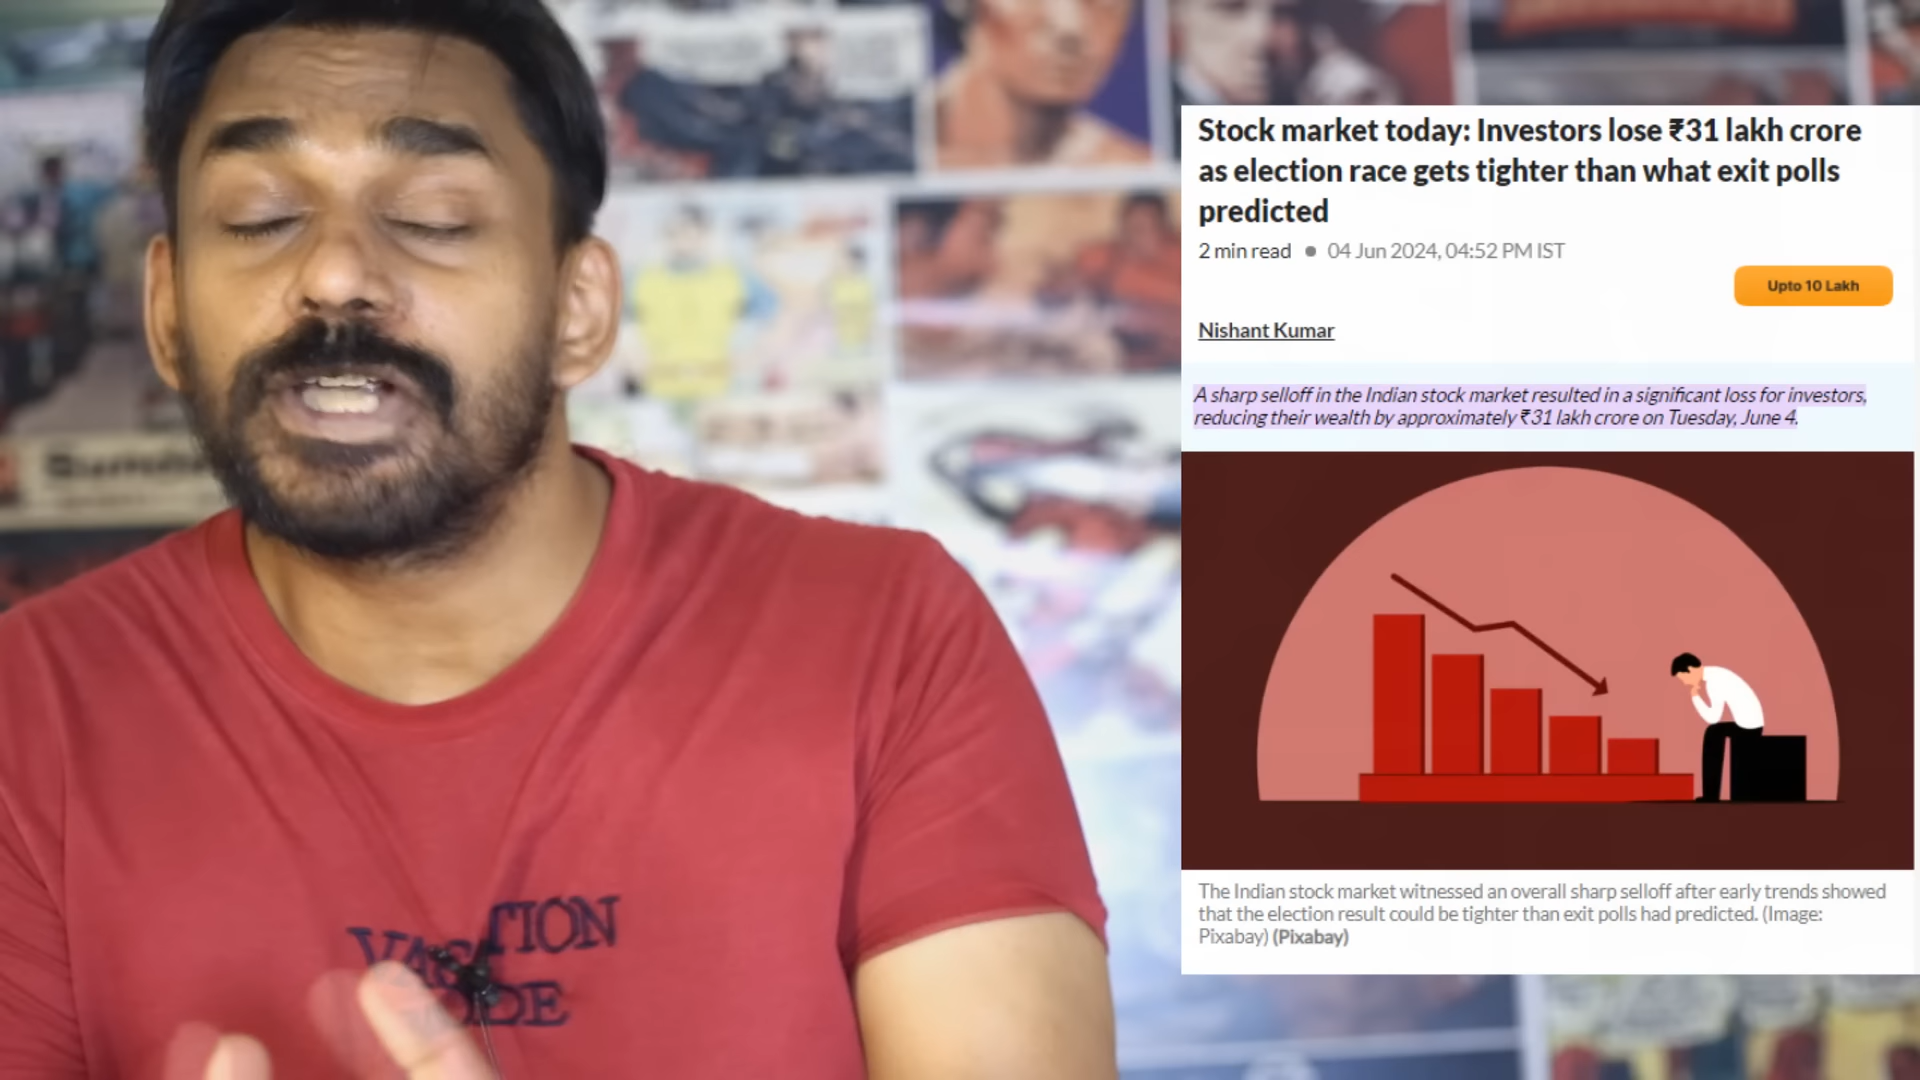 Stock market today: Investors lose ₹31 lakh crore
as election race gets tighter than what exit polls
predicted
2 min read • 04 Jun 2024, 04:52 PM IST
Upto 10 Lakh
Nishant Kumar
A sharp selloff in the Indian stock market resulted in a significant loss for investors,
reducing their wealth by approximately ₹31 lakh crore on Tuesday, June 4.
The Indian stock market witnessed an overall sharp selloff after early trends showed
that the election result could be tighter than exit polls had predicted. (Image:
Pixabay) (Pixabay)